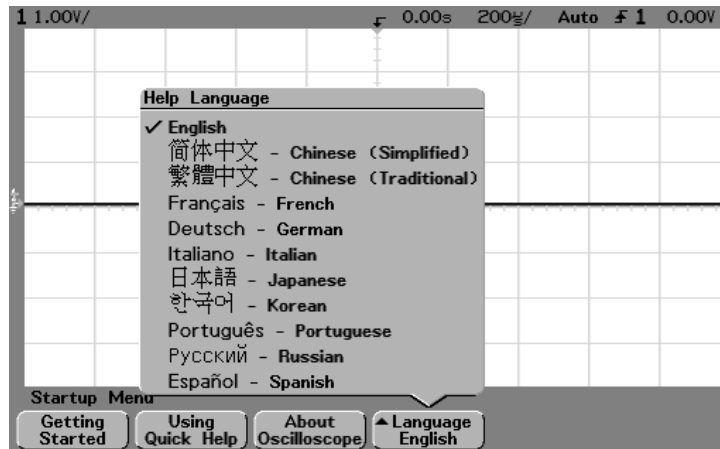 1 1.00V/ 0.00s 200µs/ Auto 1 0.00V
Help Language
✓ English
简体中文 - Chinese (Simplified)
繁體中文 - Chinese (Traditional)
Français - French
Deutsch - German
Italiano - Italian
日本語 - Japanese
한국어 - Korean
Português - Portuguese
Русский - Russian
Español - Spanish
Startup Menu
Getting Started
Using Quick Help
About Oscilloscope
Language English